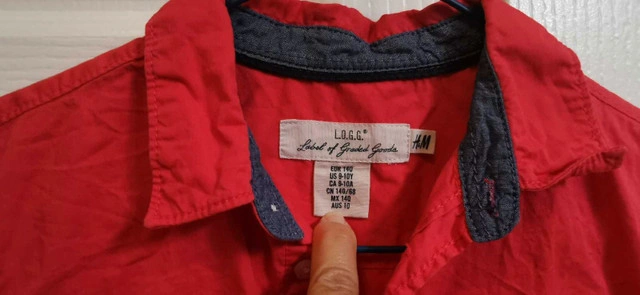 L.O.G.G.®
Label of Graded Goods
H&M
EUR 140
US 9-10Y
CA 9-10A
CN 140/68
MX 140
AUS 10